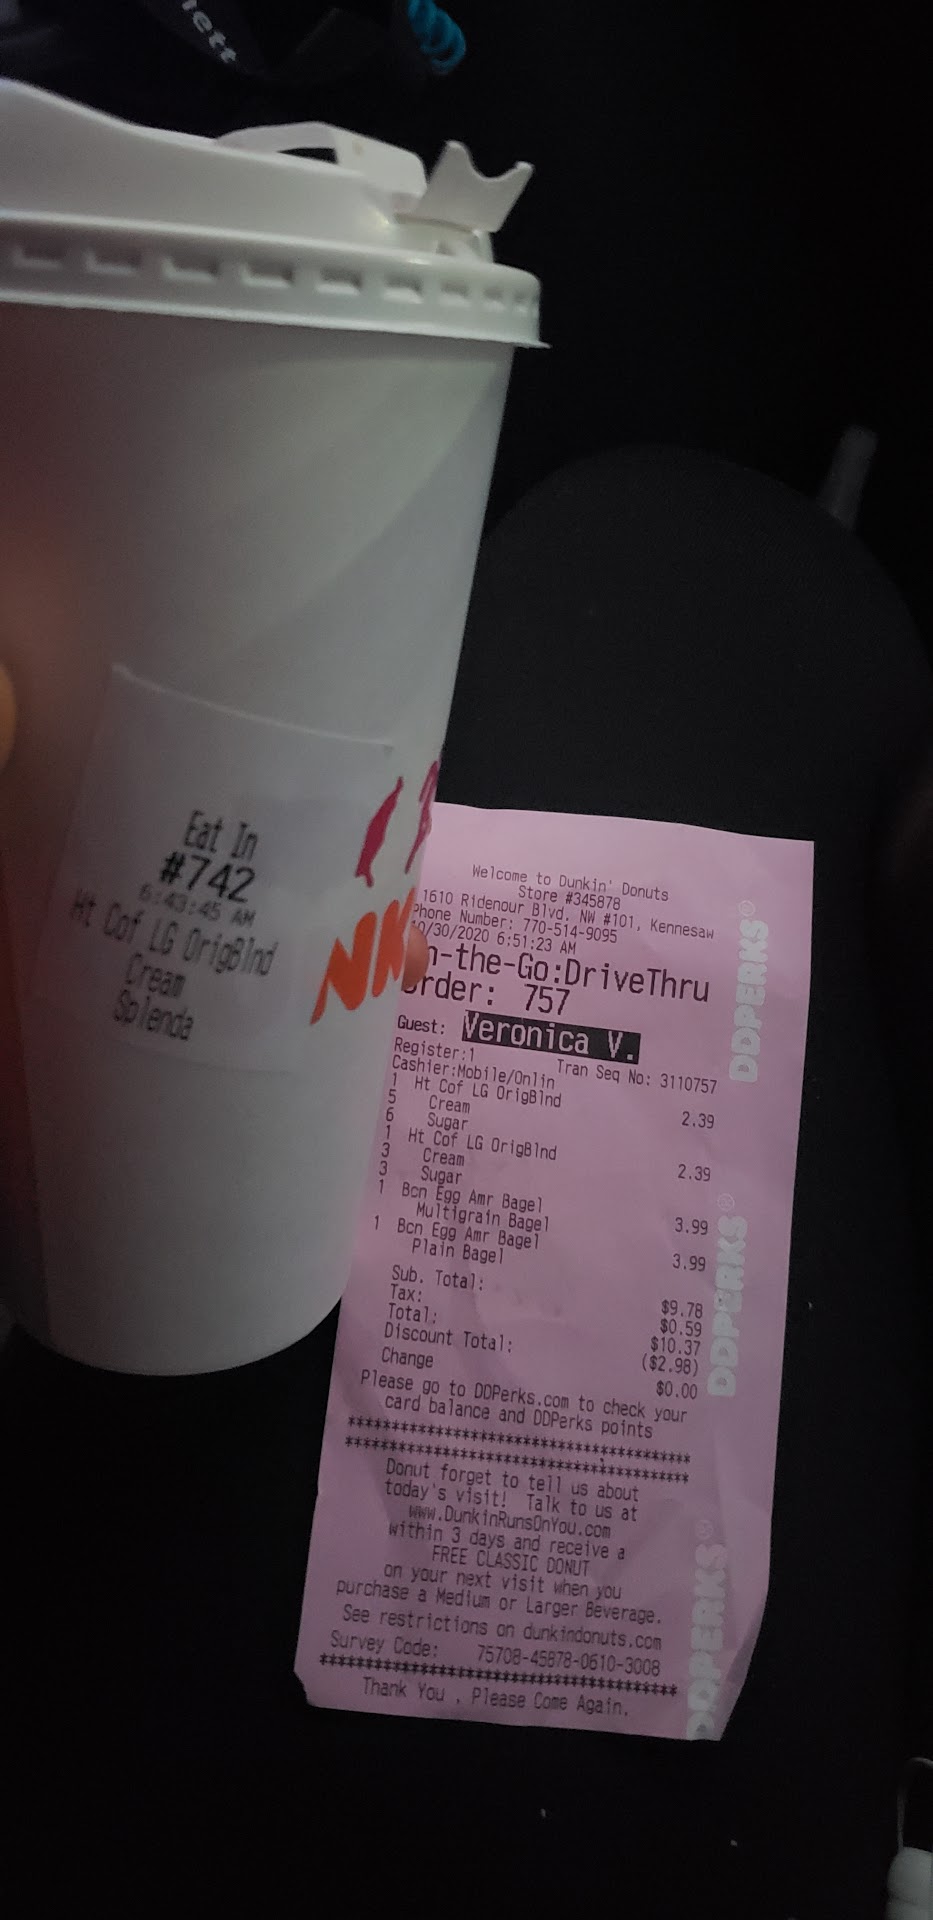 ett
Eat In
#742
6:43:45 AM
Ht Cof LG OrigBlnd
Cream
Splenda
NK
Welcome to Dunkin' Donuts
Store #345878
1610 Ridenour Blvd. NW #101, Kennesaw
Phone Number: 770-514-9095
10/30/2020 6:51:23 AM
n-the-Go:DriveThru
Order: 757
Guest: Veronica V.
Register:1 Tran Seq No: 3110757
Cashier:Mobile/Onlin
1 Ht Cof LG OrigBlnd 2.39
5 Cream
6 Sugar
1 Ht Cof LG OrigBlnd 2.39
3 Cream
3 Sugar
1 Bcn Egg Amr Bagel 3.99
Multigrain Bagel
1 Bcn Egg Amr Bagel 3.99
Plain Bagel
Sub. Total: $9.78
Tax: $0.59
Total: $10.37
Discount Total: ($2.98)
Change $0.00
Please go to DDPerks.com to check your
card balance and DDPerks points
Donut forget to tell us about
today's visit! Talk to us at
www.DunkinRunsOnYou.com
within 3 days and receive a
FREE CLASSIC DONUT
on your next visit when you
purchase a Medium or Larger Beverage.
See restrictions on dunkindonuts.com
Survey Code: 75708-45878-0610-3008
Thank You , Please Come Again.
DDPERKS®
DDPERKS®
DDPERKS®